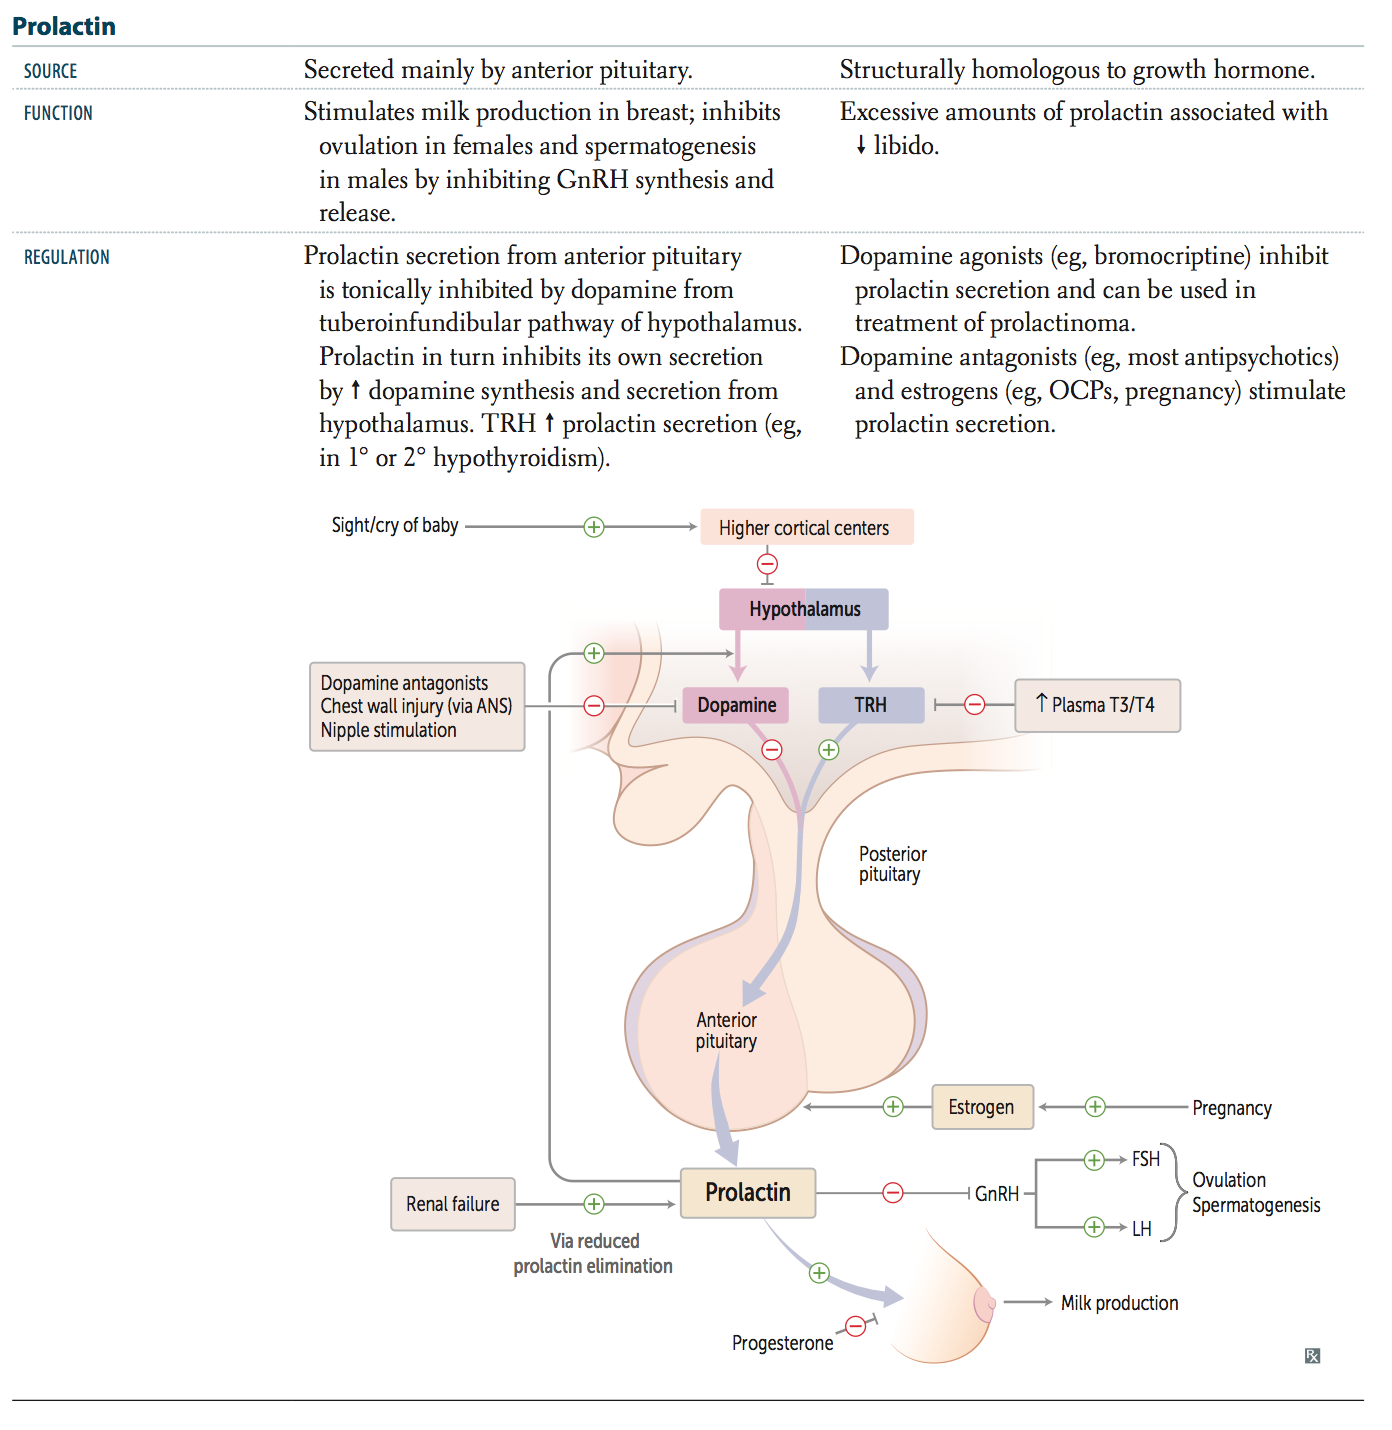 Prolactin
SOURCE
Secreted mainly by anterior pituitary.
Structurally homologous to growth hormone.
FUNCTION
Stimulates milk production in breast; inhibits
ovulation in females and spermatogenesis
in males by inhibiting GnRH synthesis and
release.
Excessive amounts of prolactin associated with
↓ libido.
REGULATION
Prolactin secretion from anterior pituitary
is tonically inhibited by dopamine from
tuberoinfundibular pathway of hypothalamus.
Prolactin in turn inhibits its own secretion
by ↑ dopamine synthesis and secretion from
hypothalamus. TRH ↑ prolactin secretion (eg,
in 1° or 2° hypothyroidism).
Dopamine agonists (eg, bromocriptine) inhibit
prolactin secretion and can be used in
treatment of prolactinoma.
Dopamine antagonists (eg, most antipsychotics)
and estrogens (eg, OCPs, pregnancy) stimulate
prolactin secretion.
Sight/cry of baby
+
Higher cortical centers
−
Hypothalamus
+
Dopamine antagonists
Chest wall injury (via ANS)
Nipple stimulation
−
Dopamine
TRH
−
↑ Plasma T3/T4
−
+
Posterior
pituitary
Anterior
pituitary
+
Estrogen
+
Pregnancy
Renal failure
+
Via reduced
prolactin elimination
Prolactin
−
GnRH
+
FSH
+
LH
Ovulation
Spermatogenesis
+
Milk production
Progesterone
−
Rx